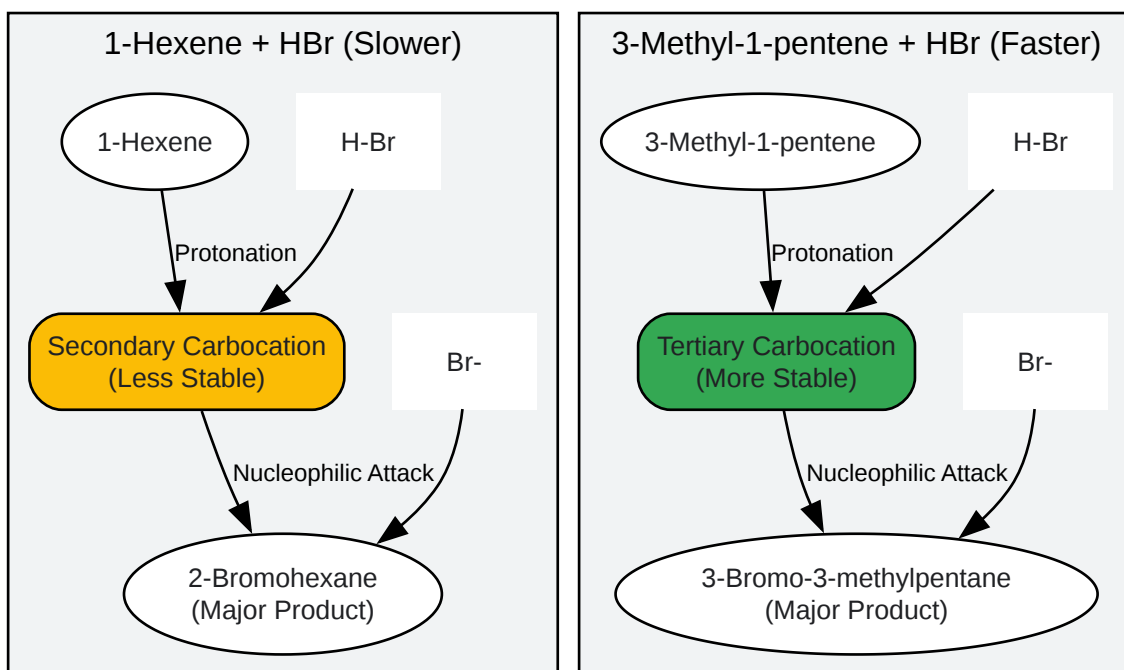 1-Hexene + HBr (Slower)
1-Hexene
H-Br
Protonation
Secondary Carbocation
(Less Stable)
Br-
Nucleophilic Attack
2-Bromohexane
(Major Product)
3-Methyl-1-pentene + HBr (Faster)
3-Methyl-1-pentene
H-Br
Protonation
Tertiary Carbocation
(More Stable)
Br-
Nucleophilic Attack
3-Bromo-3-methylpentane
(Major Product)